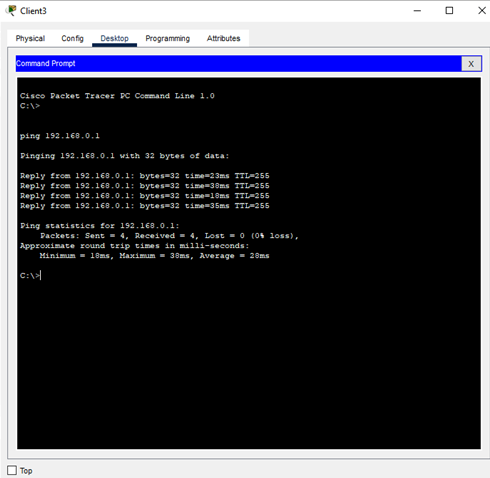 Client3
Physical Config Desktop Programming Attributes
Command Prompt X
Cisco Packet Tracer PC Command Line 1.0
C:\>
ping 192.168.0.1
Pinging 192.168.0.1 with 32 bytes of data:
Reply from 192.168.0.1: bytes=32 time=23ms TTL=255
Reply from 192.168.0.1: bytes=32 time=38ms TTL=255
Reply from 192.168.0.1: bytes=32 time=18ms TTL=255
Reply from 192.168.0.1: bytes=32 time=35ms TTL=255
Ping statistics for 192.168.0.1:
Packets: Sent = 4, Received = 4, Lost = 0 (0% loss),
Approximate round trip times in milli-seconds:
Minimum = 18ms, Maximum = 38ms, Average = 28ms
C:\>
Top